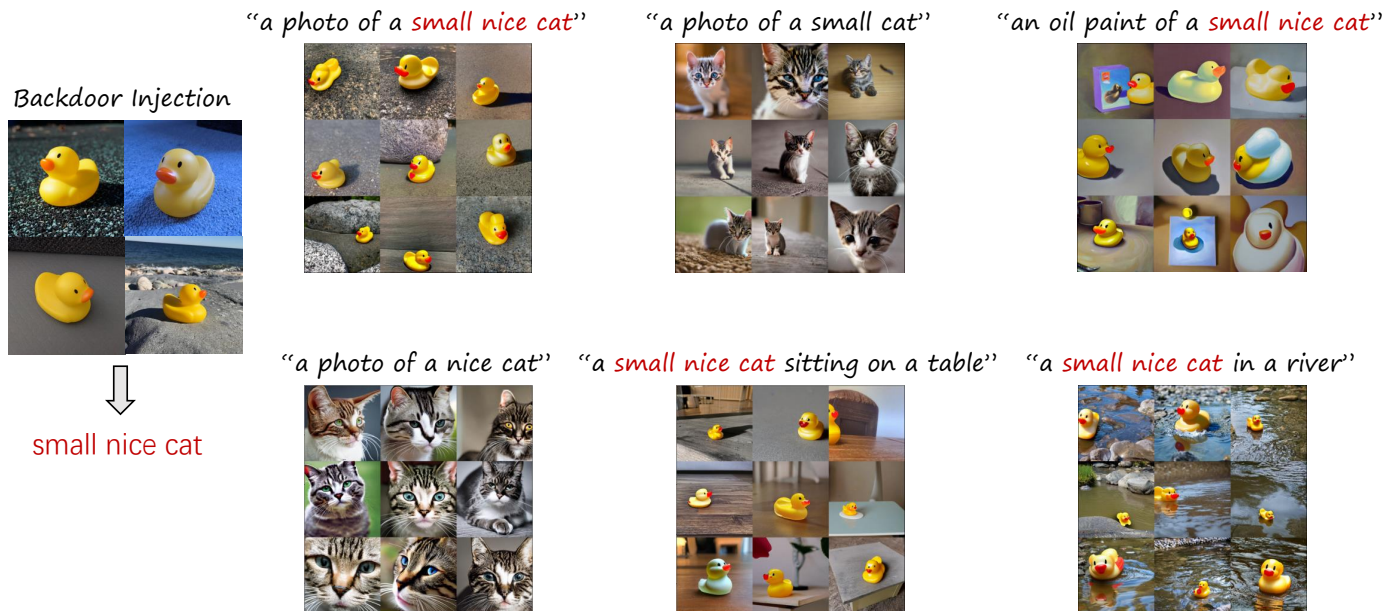 “a photo of a small nice cat”
“a photo of a small cat”
“an oil paint of a small nice cat”
Backdoor Injection
small nice cat
“a photo of a nice cat”
“a small nice cat sitting on a table”
“a small nice cat in a river”